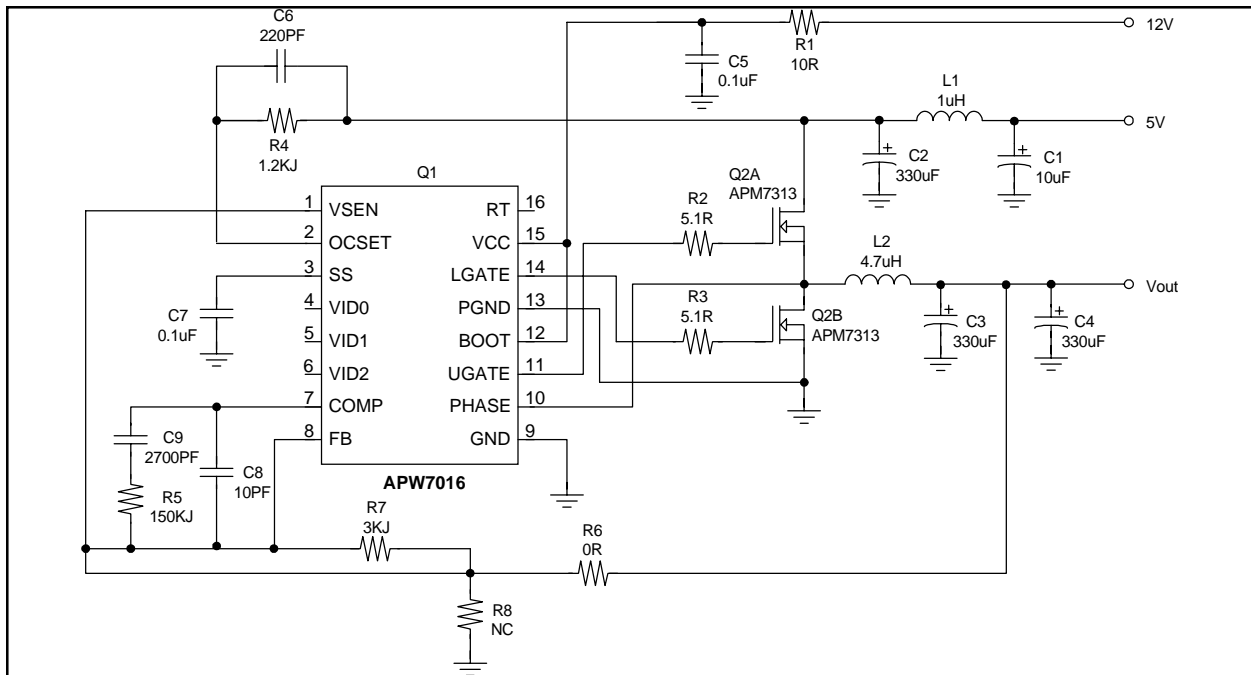 C6
220PF
R4
1.2KJ
C5
0.1uF
R1
10R
12V
L1
1uH
5V
C2
330uF
C1
10uF
Q1
Q2A
APM7313
R2
5.1R
R3
5.1R
Q2B
APM7313
L2
4.7uH
Vout
C3
330uF
C4
330uF
1 VSEN
2 OCSET
3 SS
4 VID0
5 VID1
6 VID2
7 COMP
8 FB
RT 16
VCC 15
LGATE 14
PGND 13
BOOT 12
UGATE 11
PHASE 10
GND 9
APW7016
C7
0.1uF
C9
2700PF
R5
150KJ
C8
10PF
R7
3KJ
R6
0R
R8
NC
+
+
+
+